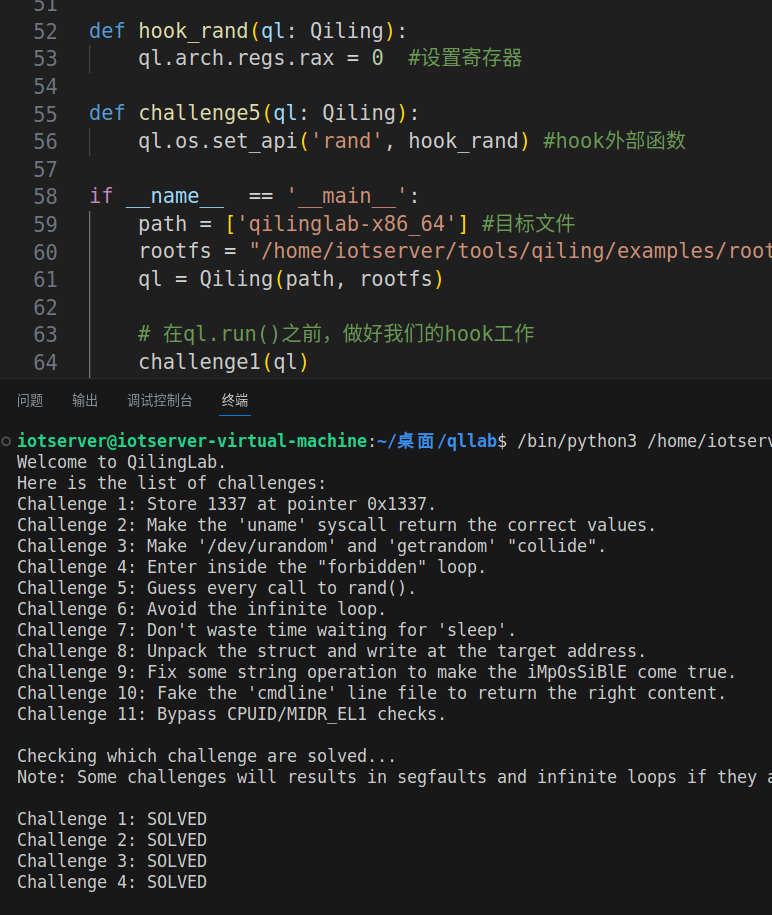 51
52 def hook_rand(ql: Qiling):
53 ql.arch.regs.rax = 0 #设置寄存器
54
55 def challenge5(ql: Qiling):
56 ql.os.set_api('rand', hook_rand) #hook外部函数
57
58 if __name__ == '__main__':
59 path = ['qilinglab-x86_64'] #目标文件
60 rootfs = "/home/iotserver/tools/qiling/examples/root
61 ql = Qiling(path, rootfs)
62
63 # 在ql.run()之前，做好我们的hook工作
64 challenge1(ql)
问题 输出 调试控制台 终端
iotserver@iotserver-virtual-machine:~/桌面/qllab$ /bin/python3 /home/iotserv
Welcome to QilingLab.
Here is the list of challenges:
Challenge 1: Store 1337 at pointer 0x1337.
Challenge 2: Make the 'uname' syscall return the correct values.
Challenge 3: Make '/dev/urandom' and 'getrandom' "collide".
Challenge 4: Enter inside the "forbidden" loop.
Challenge 5: Guess every call to rand().
Challenge 6: Avoid the infinite loop.
Challenge 7: Don't waste time waiting for 'sleep'.
Challenge 8: Unpack the struct and write at the target address.
Challenge 9: Fix some string operation to make the iMpOsSiBlE come true.
Challenge 10: Fake the 'cmdline' line file to return the right content.
Challenge 11: Bypass CPUID/MIDR_EL1 checks.
Checking which challenge are solved...
Note: Some challenges will results in segfaults and infinite loops if they a
Challenge 1: SOLVED
Challenge 2: SOLVED
Challenge 3: SOLVED
Challenge 4: SOLVED